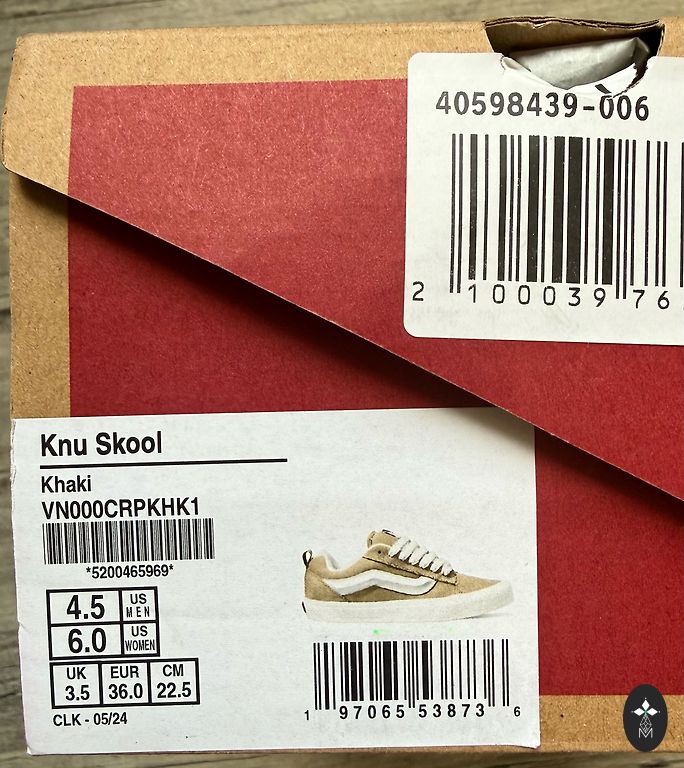 40598439-006
2 100039 76
Knu Skool
Khaki
VN000CRPKHK1
*5200465969*
4.5 US MEN
6.0 US WOMEN
UK EUR CM
3.5 36.0 22.5
CLK - 05/24
1 97065 53873 6
M